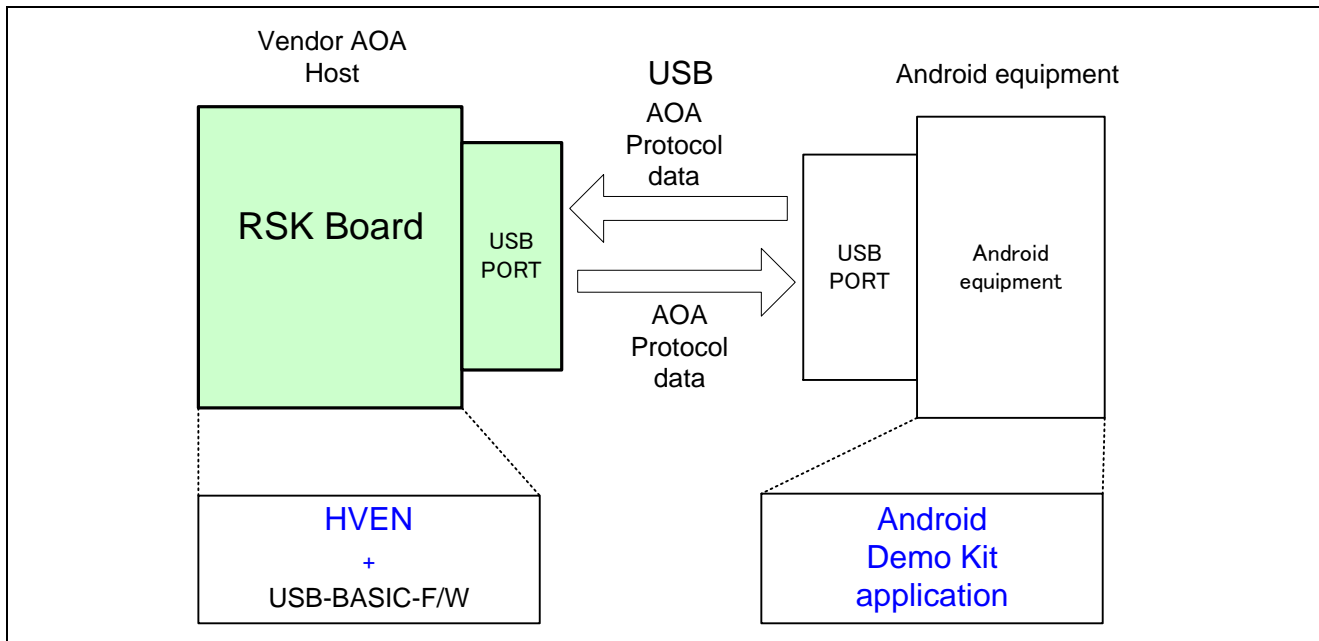 Vendor AOA
Host
USB
Android equipment
AOA
Protocol
data
RSK Board
USB
PORT
USB
PORT
Android
equipment
AOA
Protocol
data
HVEN
+
USB-BASIC-F/W
Android
Demo Kit
application